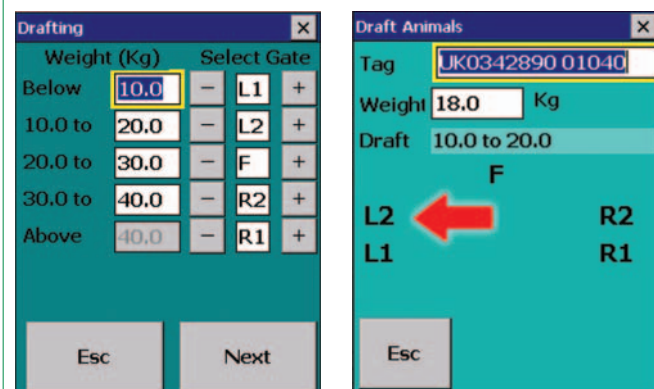 Drafting
Weight (Kg) Select Gate
Below 10.0 − L1 +
10.0 to 20.0 − L2 +
20.0 to 30.0 − F +
30.0 to 40.0 − R2 +
Above 40.0 − R1 +
Esc Next
Draft Animals
Tag UK0342890 01040
Weight 18.0 Kg
Draft 10.0 to 20.0
F
L2 R2
L1 R1
Esc